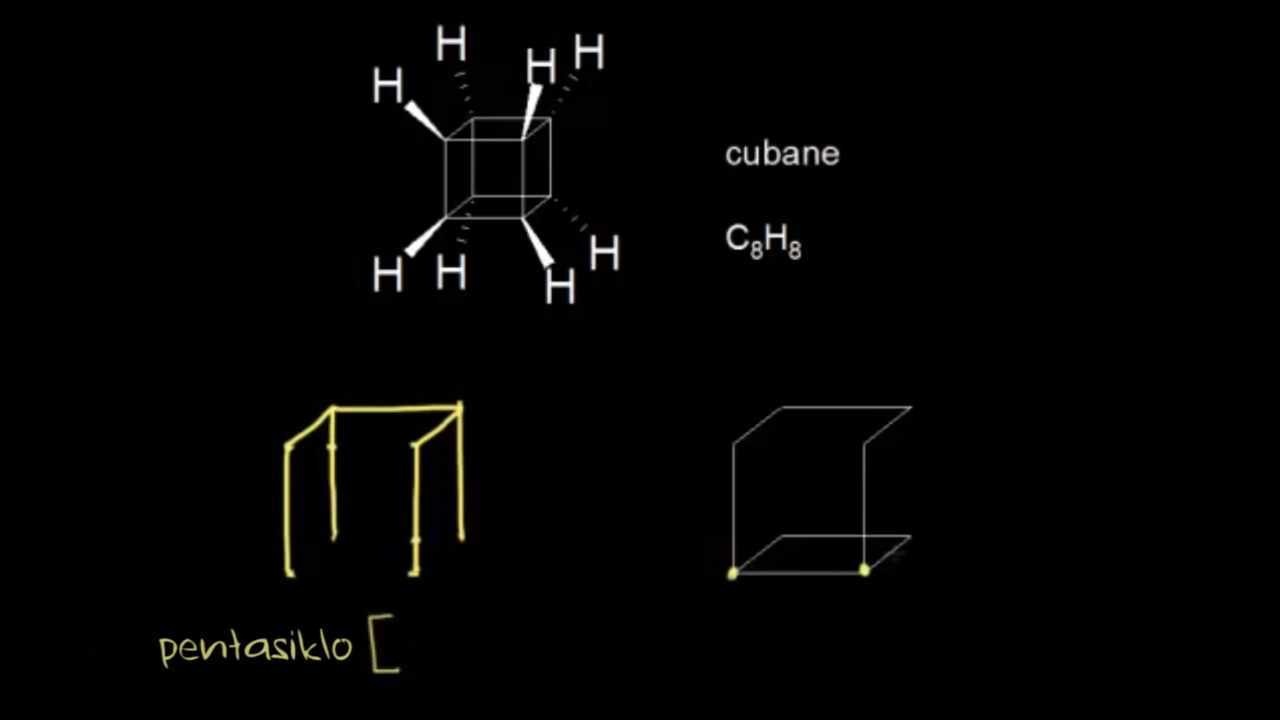 H H H H
cubane
C₈H₈
H H H H
pentasiklo [